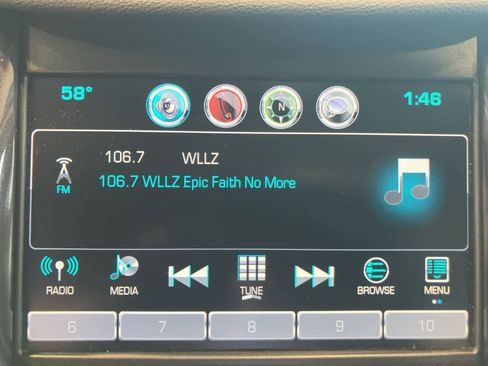 58° 1:46
N
106.7 WLLZ
106.7 WLLZ Epic Faith No More
FM
RADIO MEDIA TUNE BROWSE MENU
6 7 8 9 10